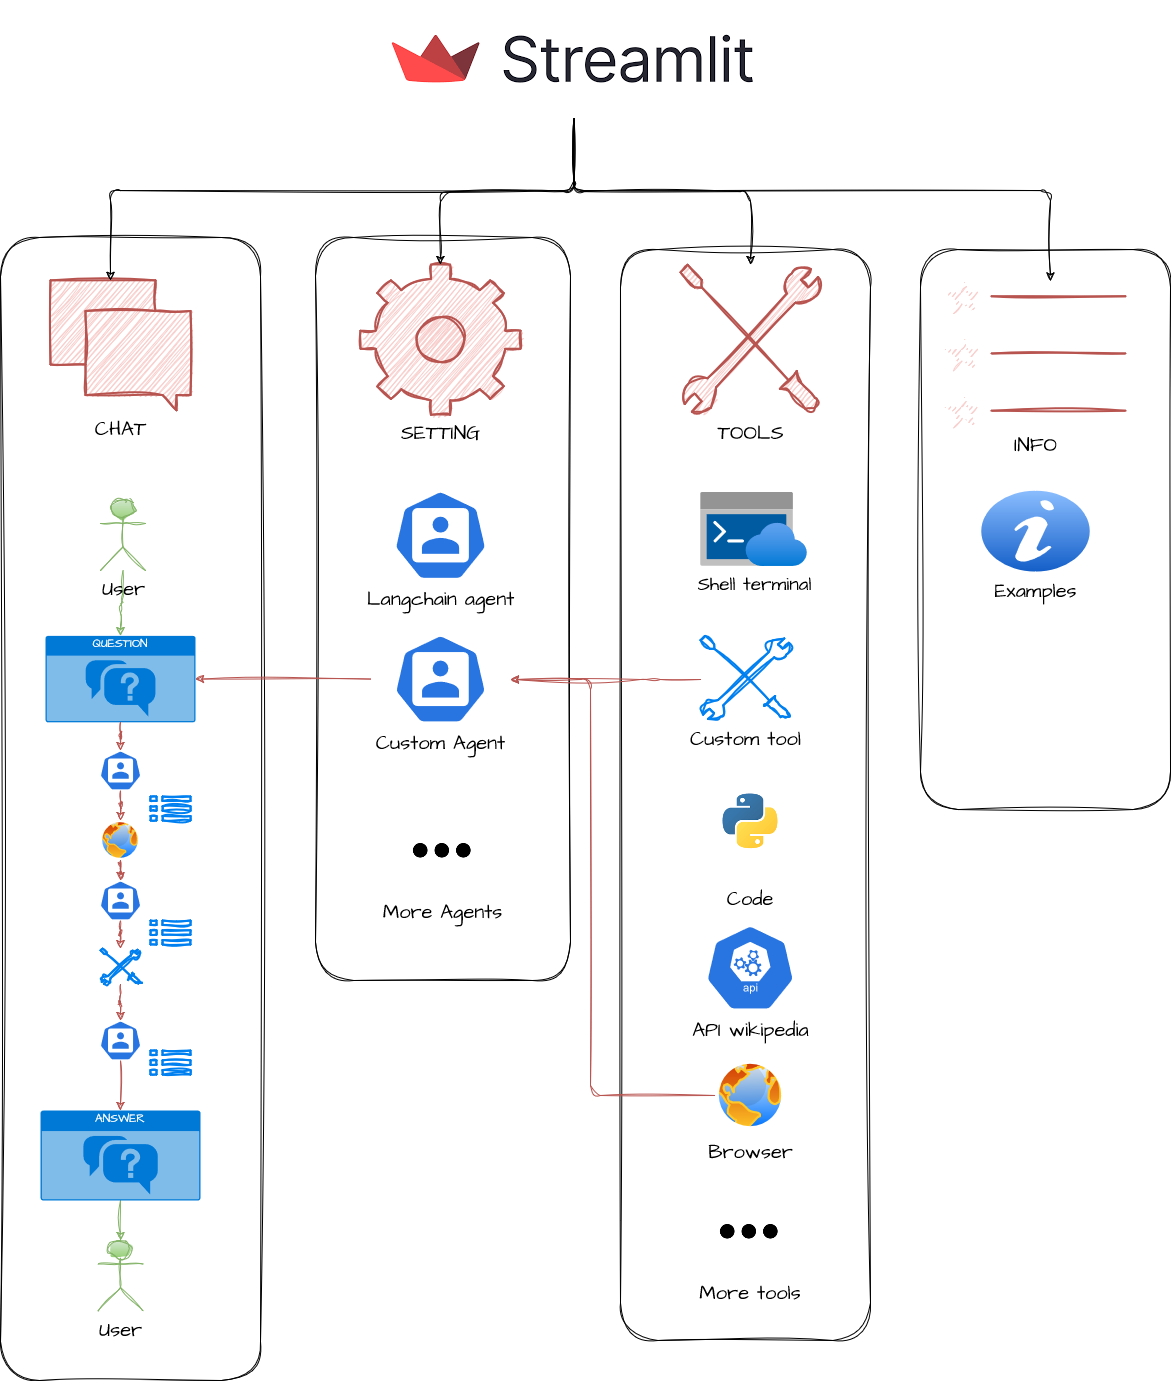 Streamlit
CHAT
User
QUESTION
ANSWER
User
SETTING
Langchain agent
Custom Agent
More Agents
TOOLS
Shell terminal
Custom tool
Code
api
API wikipedia
Browser
More tools
INFO
Examples